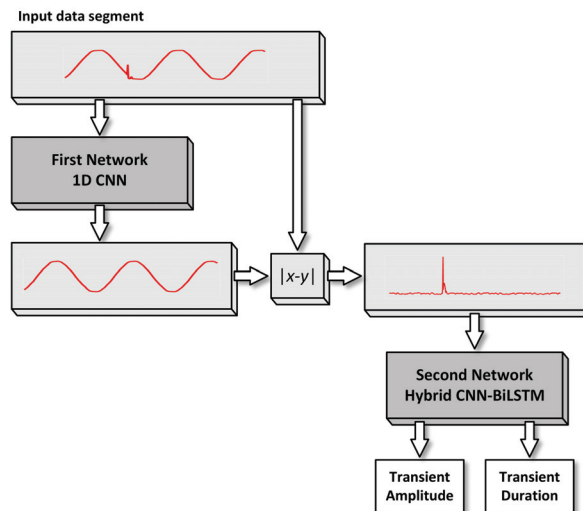 Input data segment
First Network
1D CNN
|x-y|
Second Network
Hybrid CNN-BiLSTM
Transient
Amplitude
Transient
Duration